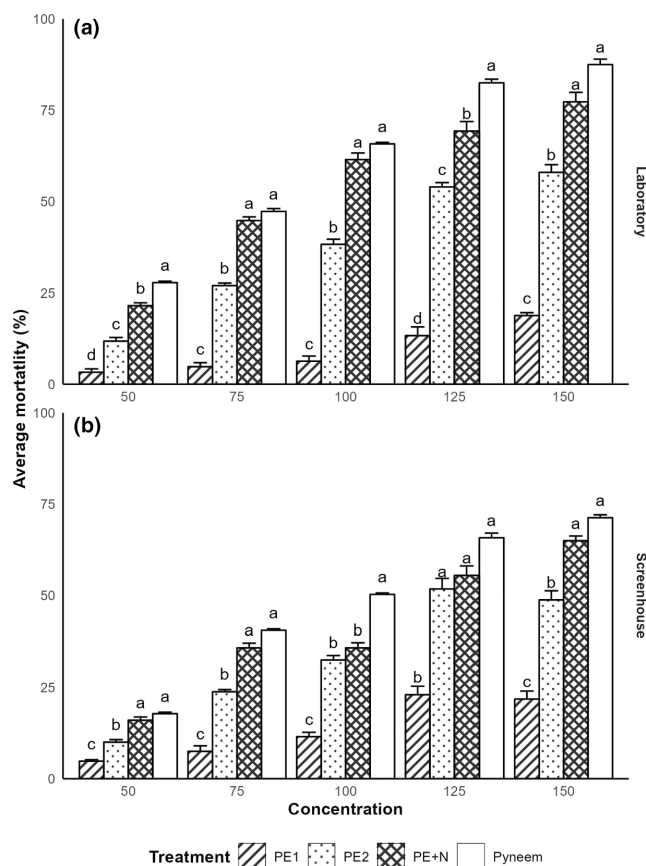 (a)
100
75
50
25
0
d c b a
c b a a
c b a a
d c b a
c b a a
50 75 100 125 150
Laboratory
Average mortatlity (%)
(b)
100
75
50
25
0
c b a a
c b a a
c b b a
b a a a
c b a a
50 75 100 125 150
Screenhouse
Concentration
Treatment PE1 PE2 PE+N Pyneem